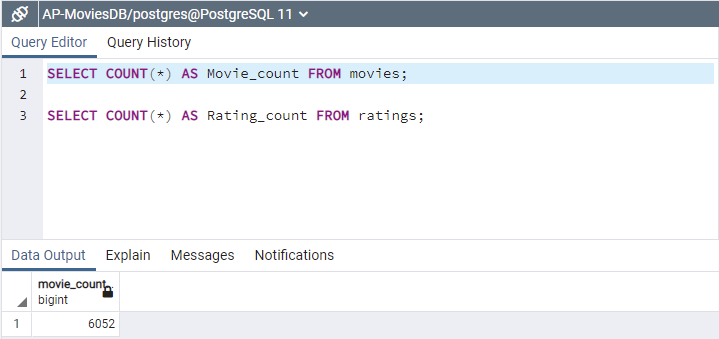 AP-MoviesDB/postgres@PostgreSQL 11
Query Editor Query History
1 SELECT COUNT(*) AS Movie_count FROM movies;
2
3 SELECT COUNT(*) AS Rating_count FROM ratings;
Data Output Explain Messages Notifications
movie_count
bigint
1 6052